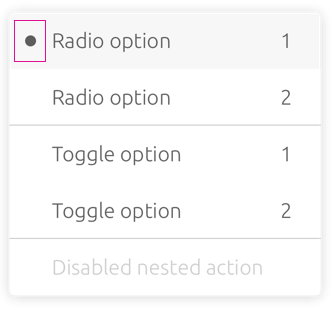 Radio option 1
Radio option 2
Toggle option 1
Toggle option 2
Disabled nested action